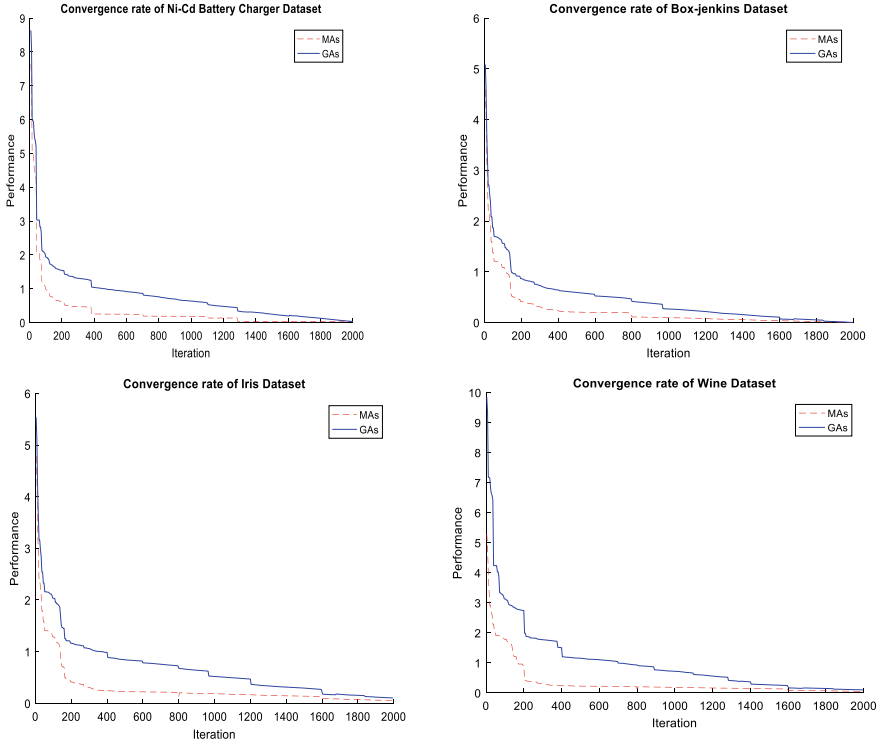 Convergence rate of Ni-Cd Battery Charger Dataset
9
8
7
6
5
4
3
2
1
0
Performance
MAs
GAs
0 200 400 600 800 1000 1200 1400 1600 1800 2000
Iteration
Convergence rate of Box-jenkins Dataset
6
5
4
3
2
1
0
Performance
MAs
GAs
0 200 400 600 800 1000 1200 1400 1600 1800 2000
Iteration
Convergence rate of Iris Dataset
6
5
4
3
2
1
0
Performance
MAs
GAs
0 200 400 600 800 1000 1200 1400 1600 1800 2000
Iteration
Convergence rate of Wine Dataset
10
9
8
7
6
5
4
3
2
1
0
Performance
MAs
GAs
0 200 400 600 800 1000 1200 1400 1600 1800 2000
Iteration